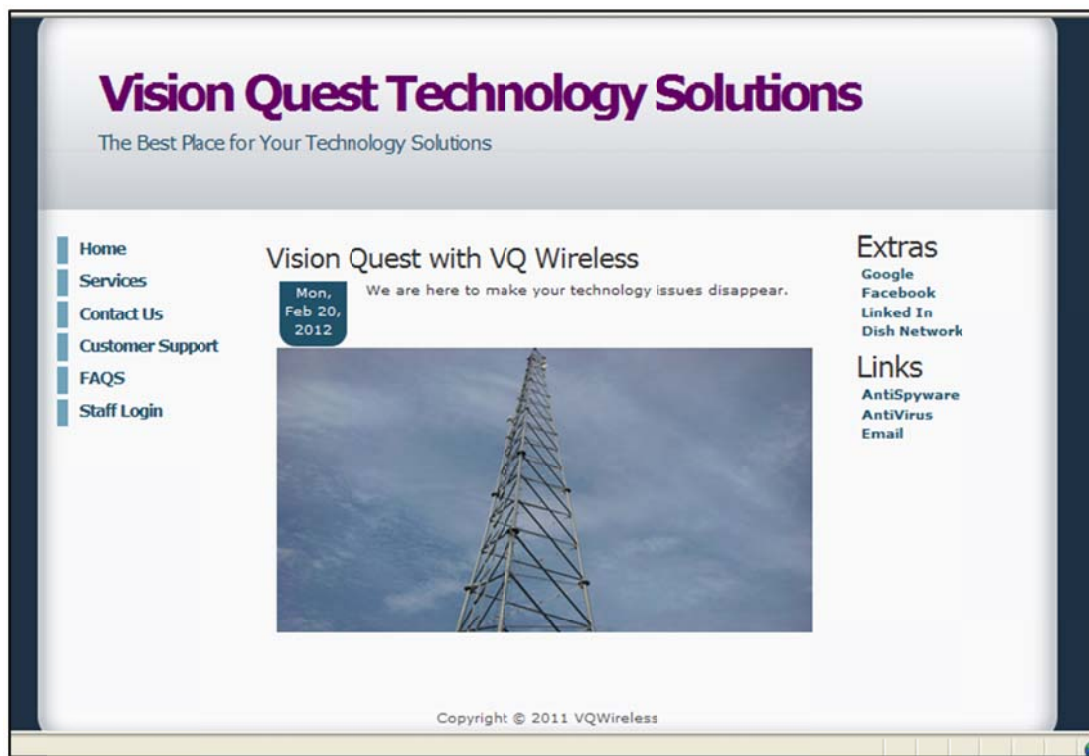 Vision Quest Technology Solutions
The Best Place for Your Technology Solutions
Home
Services
Contact Us
Customer Support
FAQS
Staff Login
Vision Quest with VQ Wireless
Mon,
Feb 20,
2012
We are here to make your technology issues disappear.
Extras
Google
Facebook
Linked In
Dish Network
Links
AntiSpyware
AntiVirus
Email
Copyright © 2011 VQWireless